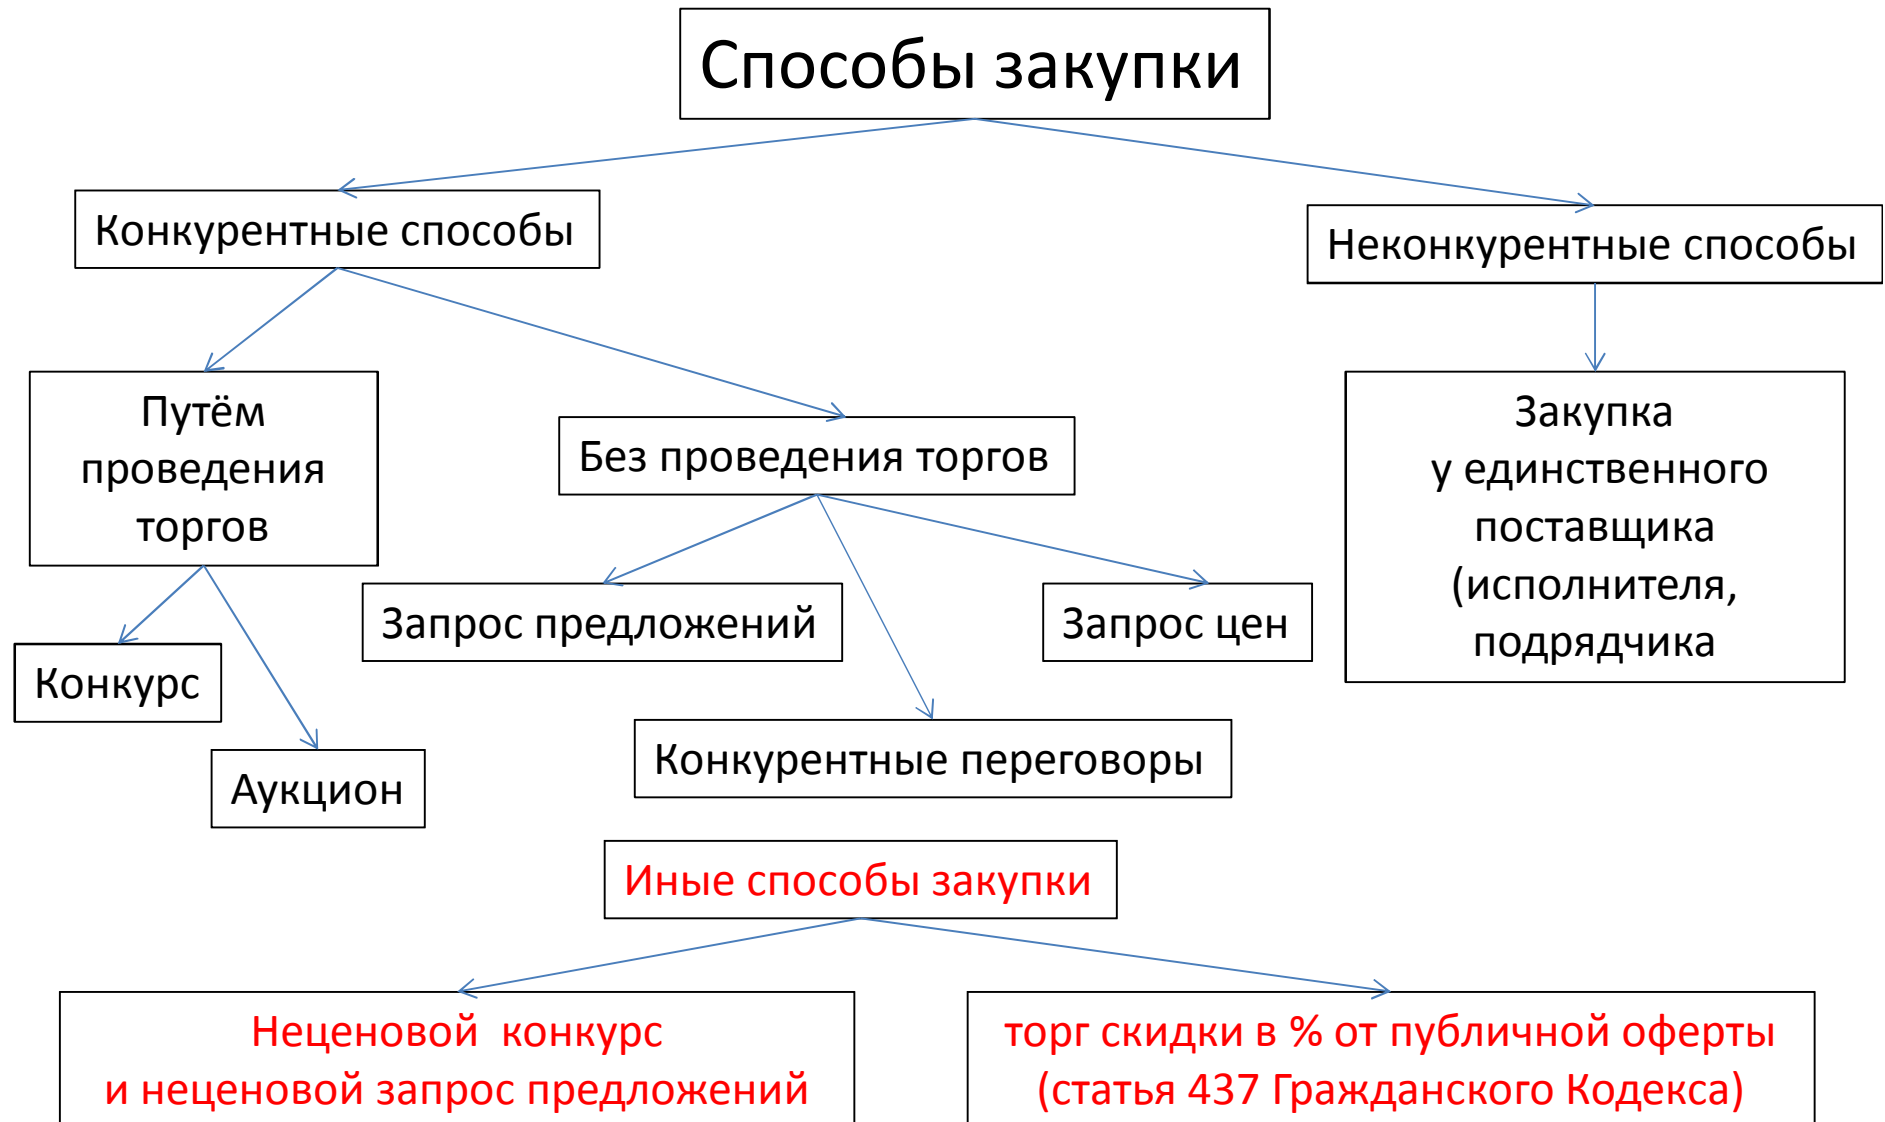 Способы закупки
Конкурентные способы
Неконкурентные способы
Путём
проведения
торгов
Без проведения торгов
Закупка
у единственного
поставщика
(исполнителя,
подрядчика
Запрос предложений
Запрос цен
Конкурс
Аукцион
Конкурентные переговоры
Иные способы закупки
Неценовой конкурс
и неценовой запрос предложений
торг скидки в % от публичной оферты
(статья 437 Гражданского Кодекса)